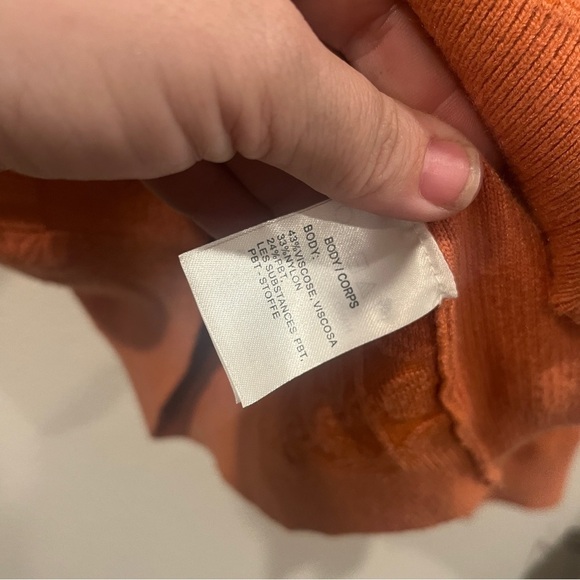 BODY / CORPS
BODY:
43%VISCOSE, VISCOSA
33%NYLON
24%PBT.
LES SUBSTANCES PBT.
PBT - STOFFE